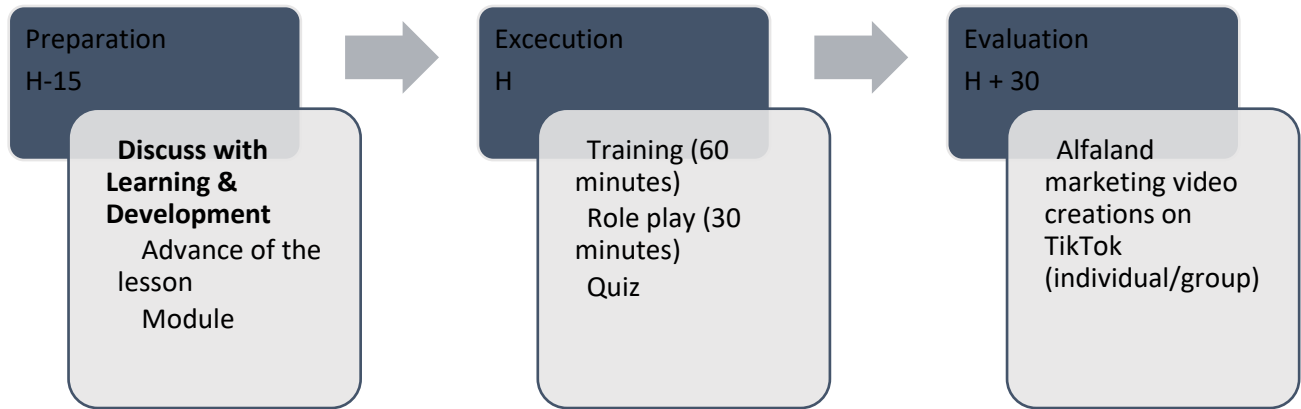 Preparation
H-15
Discuss with
Learning &
Development
Advance of the
lesson
Module
Excecution
H
Training (60
minutes)
Role play (30
minutes)
Quiz
Evaluation
H + 30
Alfaland
marketing video
creations on
TikTok
(individual/group)